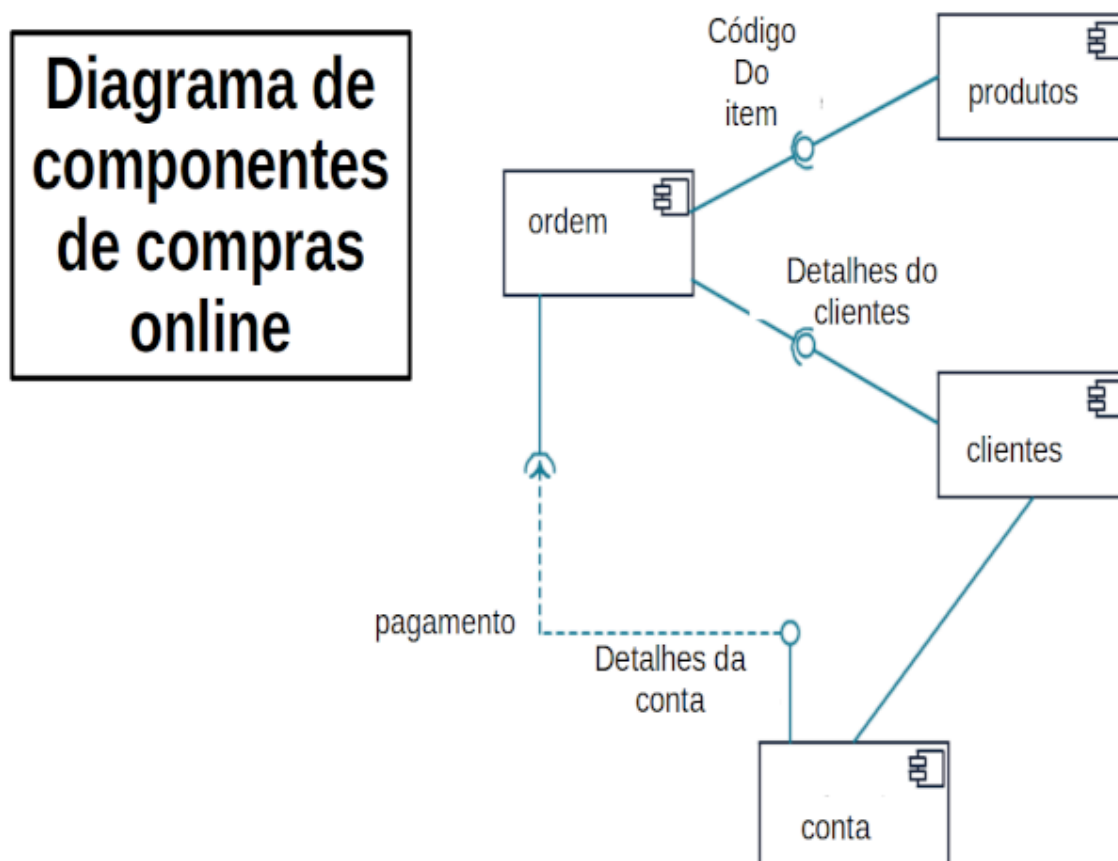 Diagrama de
componentes
de compras
online
Código
Do
item
produtos
ordem
Detalhes do
clientes
clientes
pagamento
Detalhes da
conta
conta